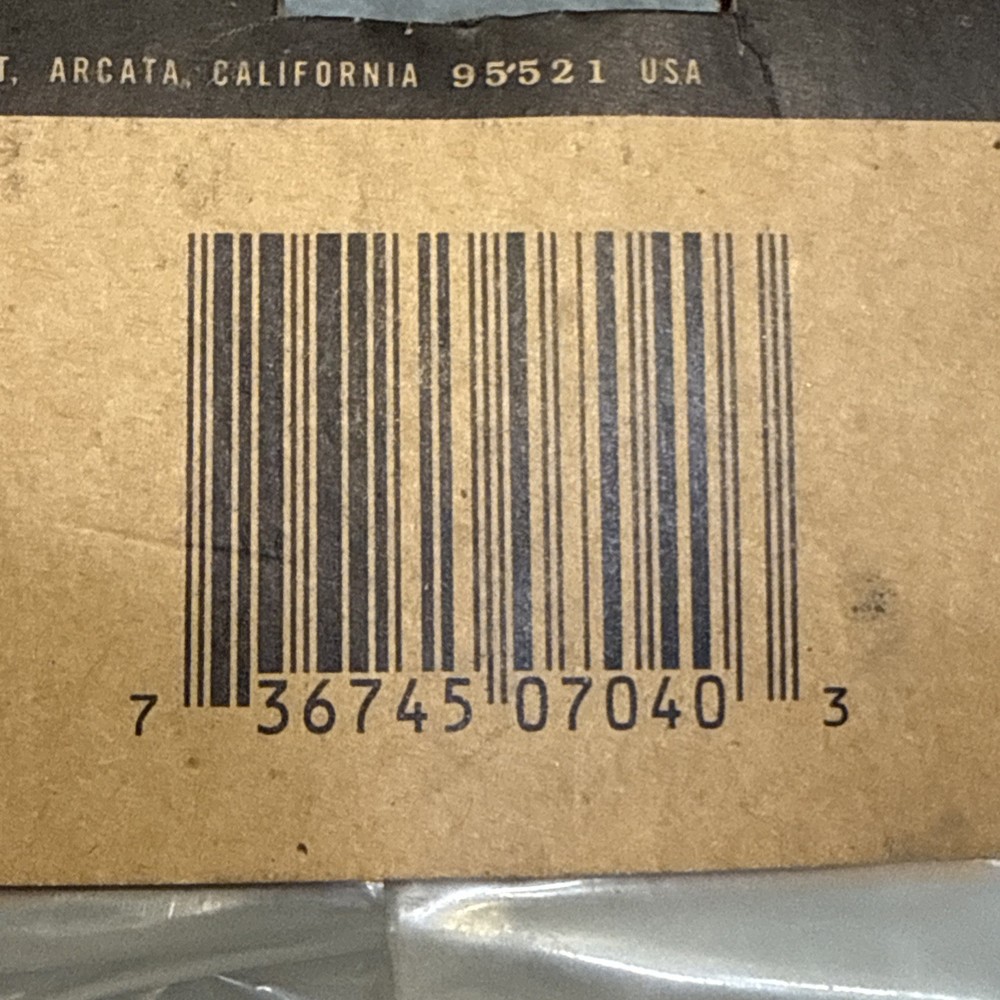 T, ARCATA, CALIFORNIA 95521 USA
7 36745 07040 3